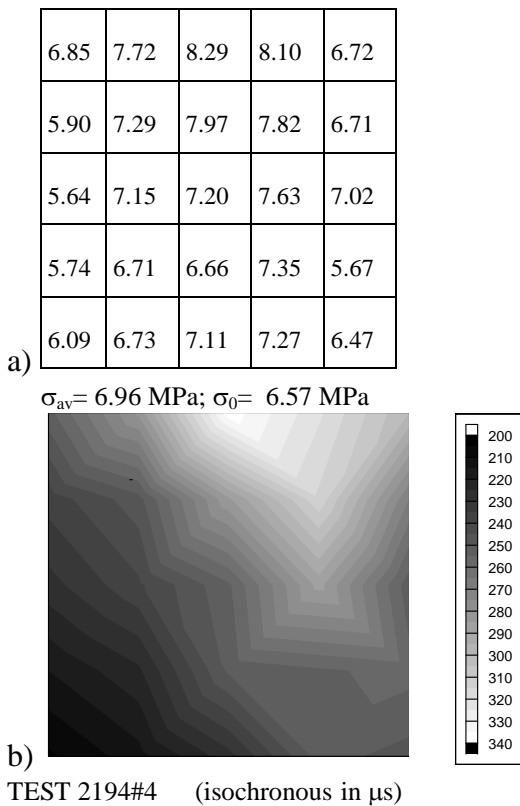 6.85 7.72 8.29 8.10 6.72
5.90 7.29 7.97 7.82 6.71
5.64 7.15 7.20 7.63 7.02
5.74 6.71 6.66 7.35 5.67
6.09 6.73 7.11 7.27 6.47
a)
σav= 6.96 MPa; σ0= 6.57 MPa
200
210
220
230
240
250
260
270
280
290
300
310
320
330
340
b)
TEST 2194#4 (isochronous in μs)